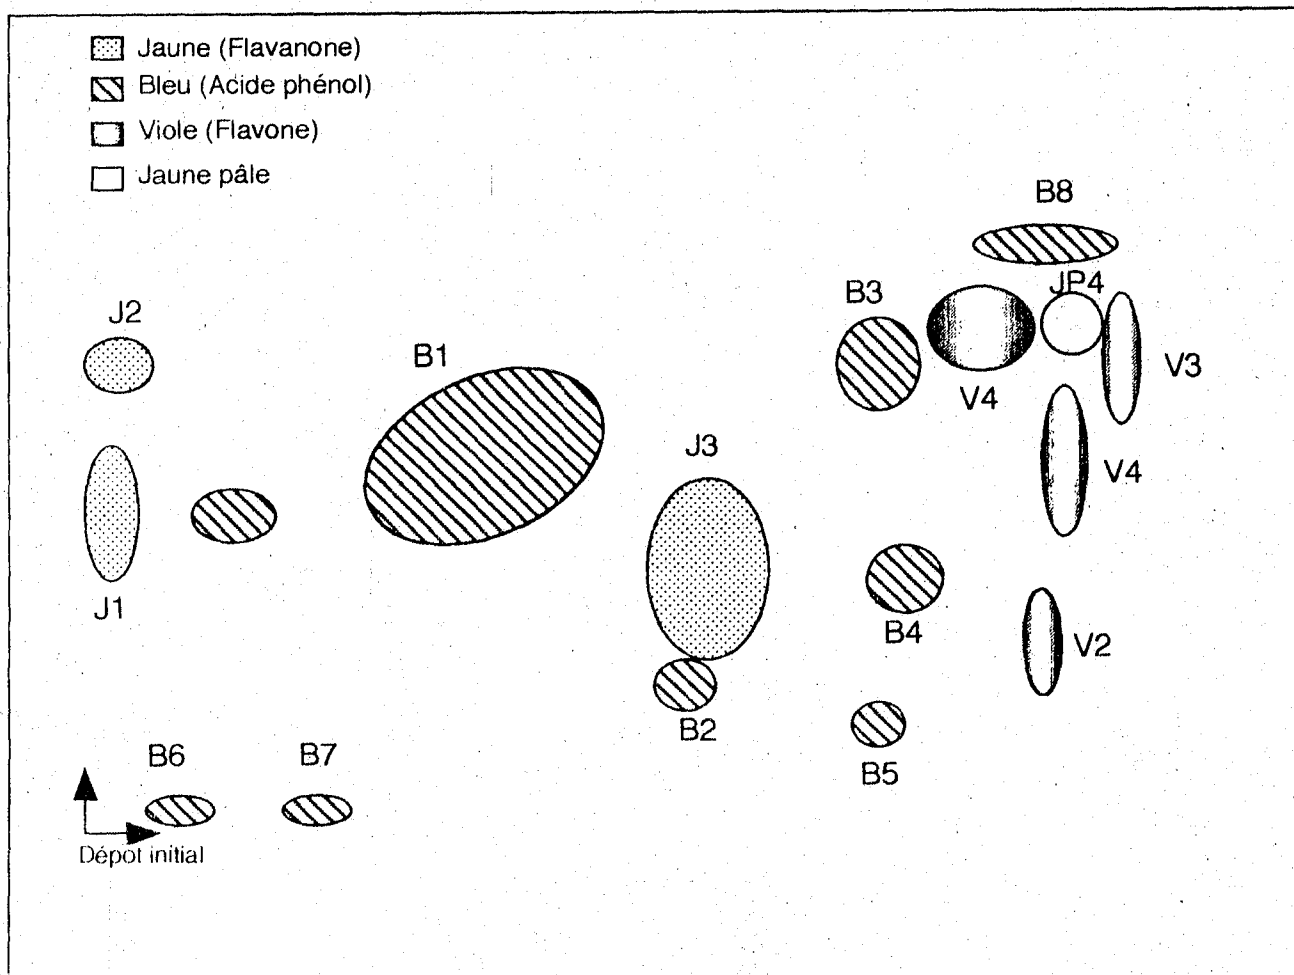 Jaune (Flavanone)
Bleu (Acide phénol)
Viole (Flavone)
Jaune pâle
B8
JP4
B3
J2
B1
V4
V3
J3
V4
J1
B4
V2
B2
B6
B7
B5
Dépot initial